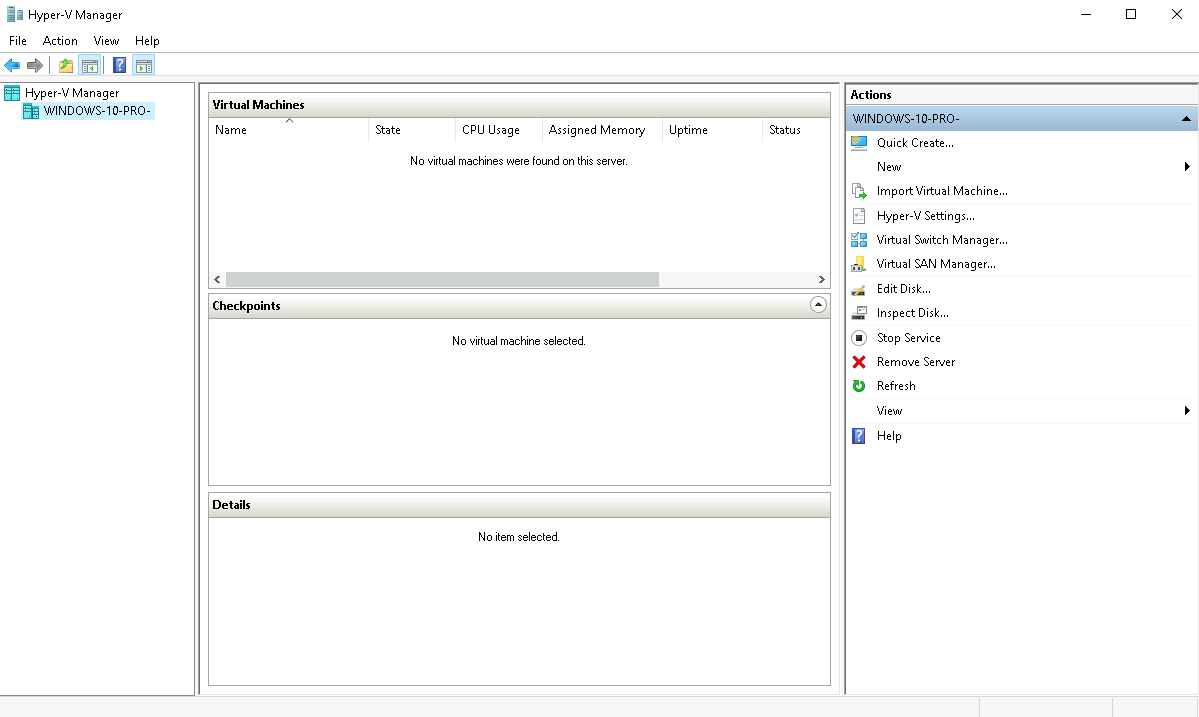 Hyper-V Manager
File Action View Help
Hyper-V Manager
WINDOWS-10-PRO-
Virtual Machines
Name State CPU Usage Assigned Memory Uptime Status
No virtual machines were found on this server.
Checkpoints
No virtual machine selected.
Details
No item selected.
Actions
WINDOWS-10-PRO-
Quick Create...
New
Import Virtual Machine...
Hyper-V Settings...
Virtual Switch Manager...
Virtual SAN Manager...
Edit Disk...
Inspect Disk...
Stop Service
Remove Server
Refresh
View
Help